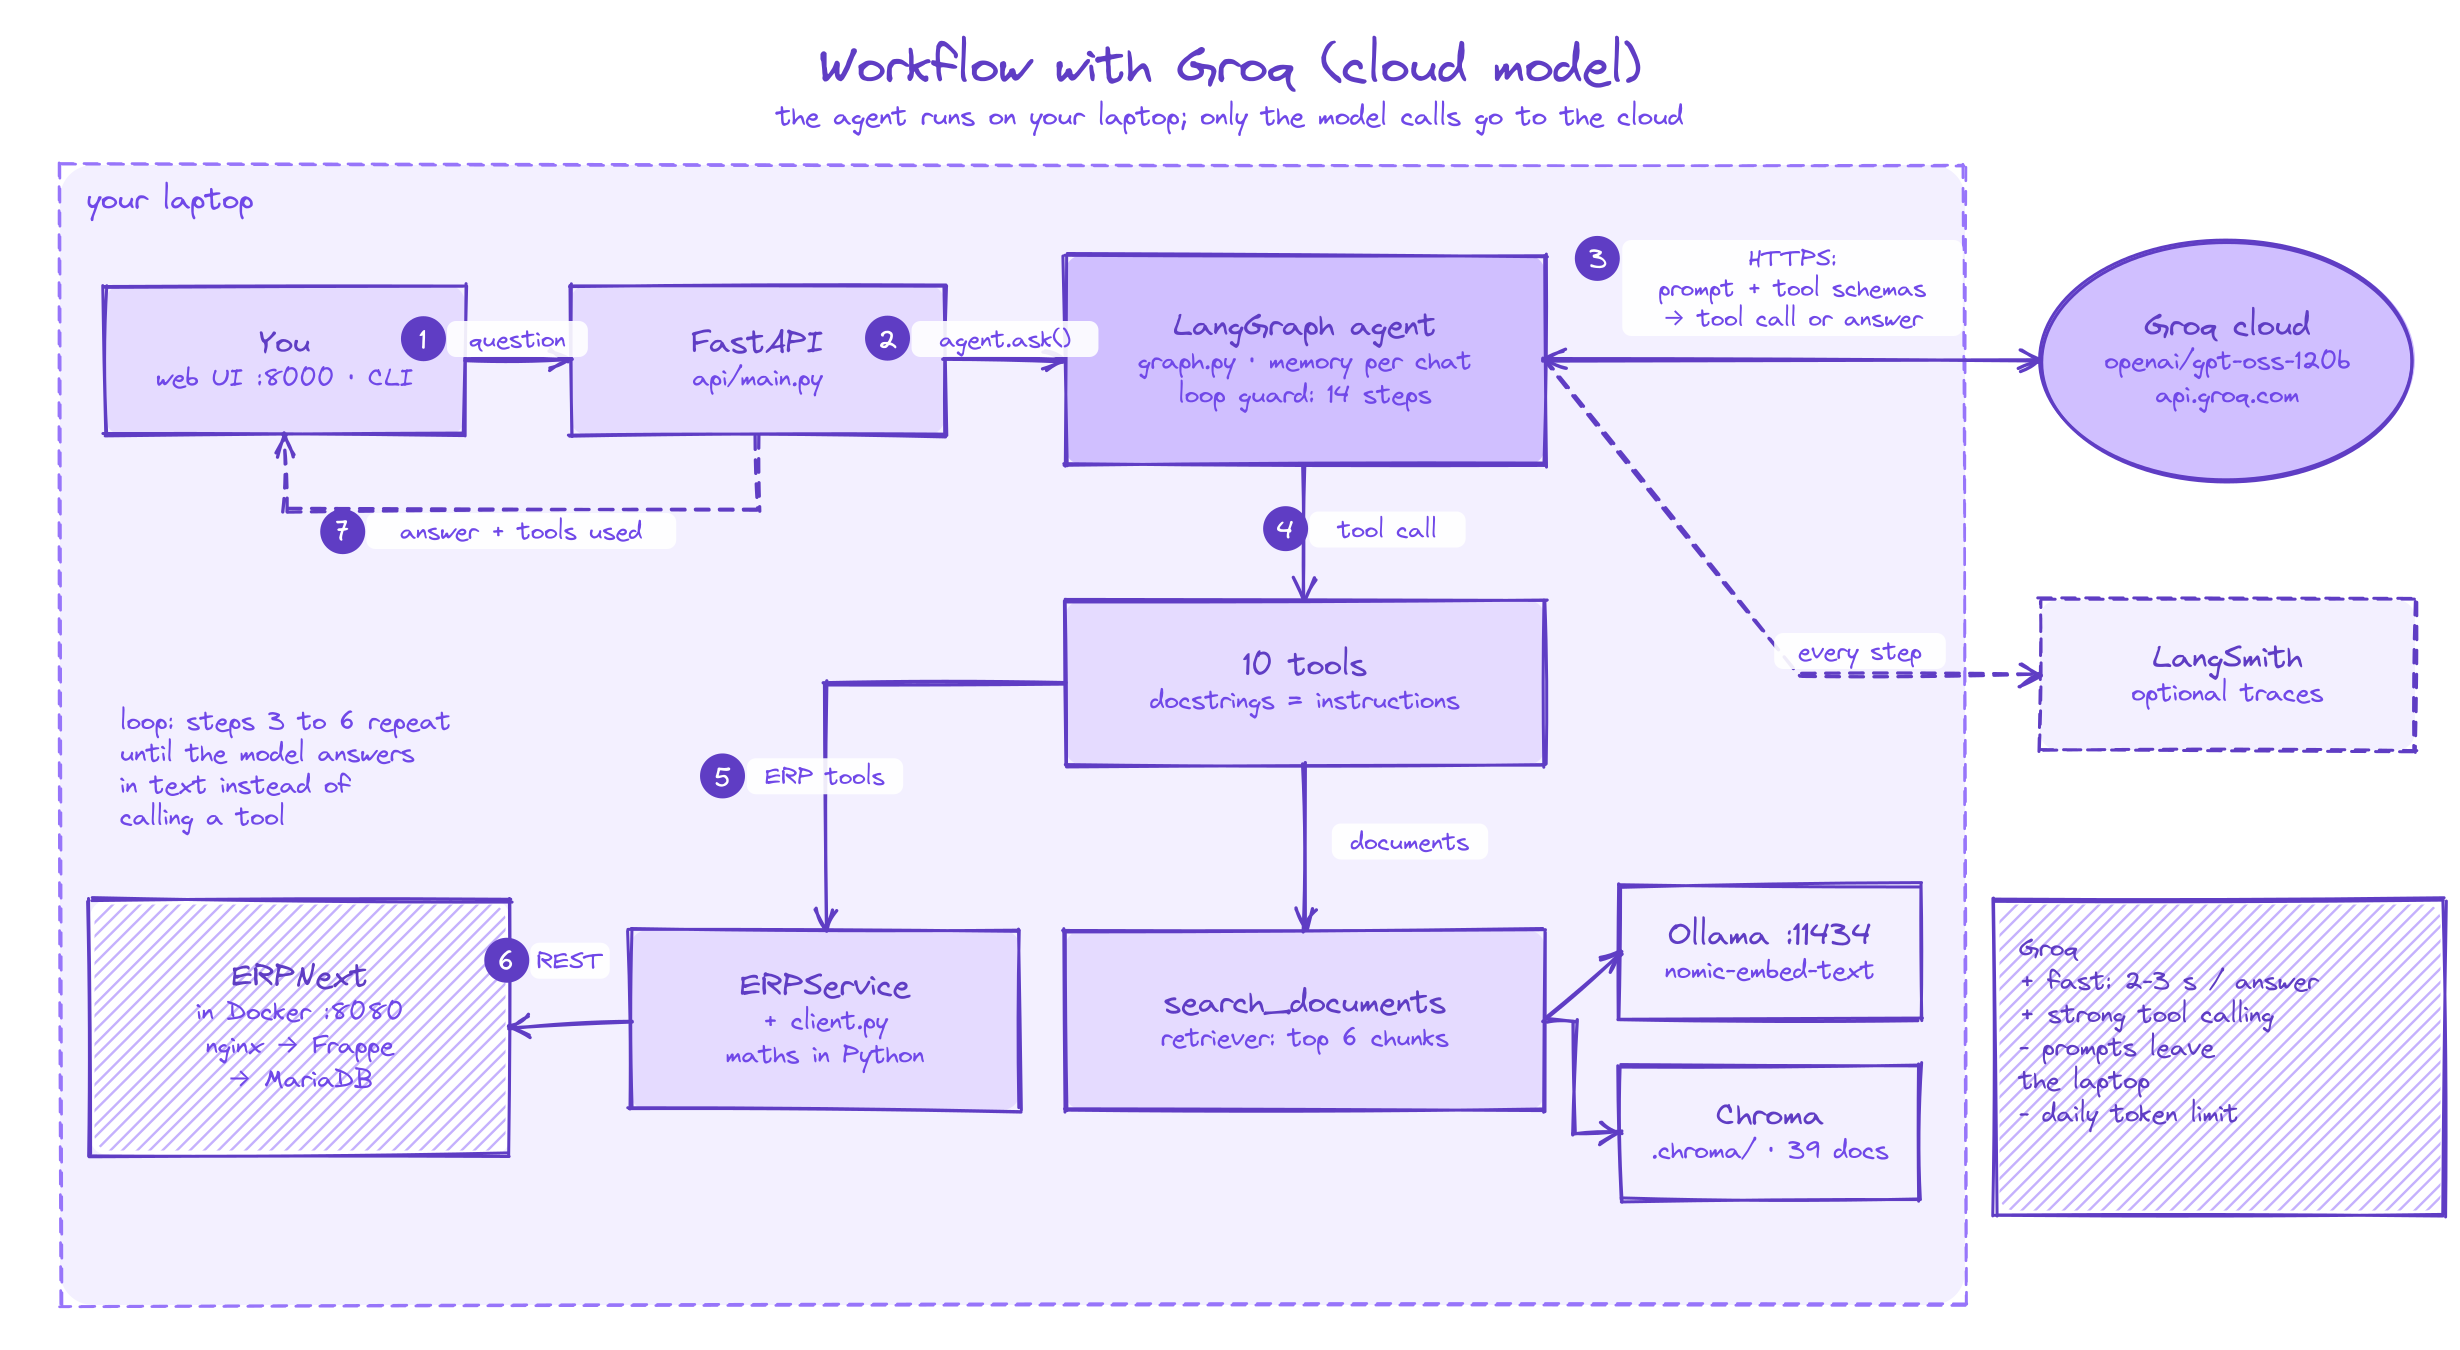 Workflow with Groq (cloud model)
the agent runs on your laptop; only the model calls go to the cloud
your laptop
You
web UI :8000 · CLI
1
question
FastAPI
api/main.py
2
agent.ask()
LangGraph agent
graph.py · memory per chat
loop guard: 14 steps
3
HTTPS:
prompt + tool schemas
→ tool call or answer
Groq cloud
openai/gpt-oss-120b
api.groq.com
7
answer + tools used
4
tool call
10 tools
docstrings = instructions
every step
LangSmith
optional traces
loop: steps 3 to 6 repeat
until the model answers
in text instead of
calling a tool
5
ERP tools
documents
ERPNext
in Docker :8080
nginx → Frappe
→ MariaDB
6
REST
ERPService
+ client.py
maths in Python
search_documents
retriever: top 6 chunks
Ollama :11434
nomic-embed-text
Chroma
.chroma/ · 39 docs
Groq
+ fast: 2-3 s / answer
+ strong tool calling
- prompts leave
the laptop
- daily token limit